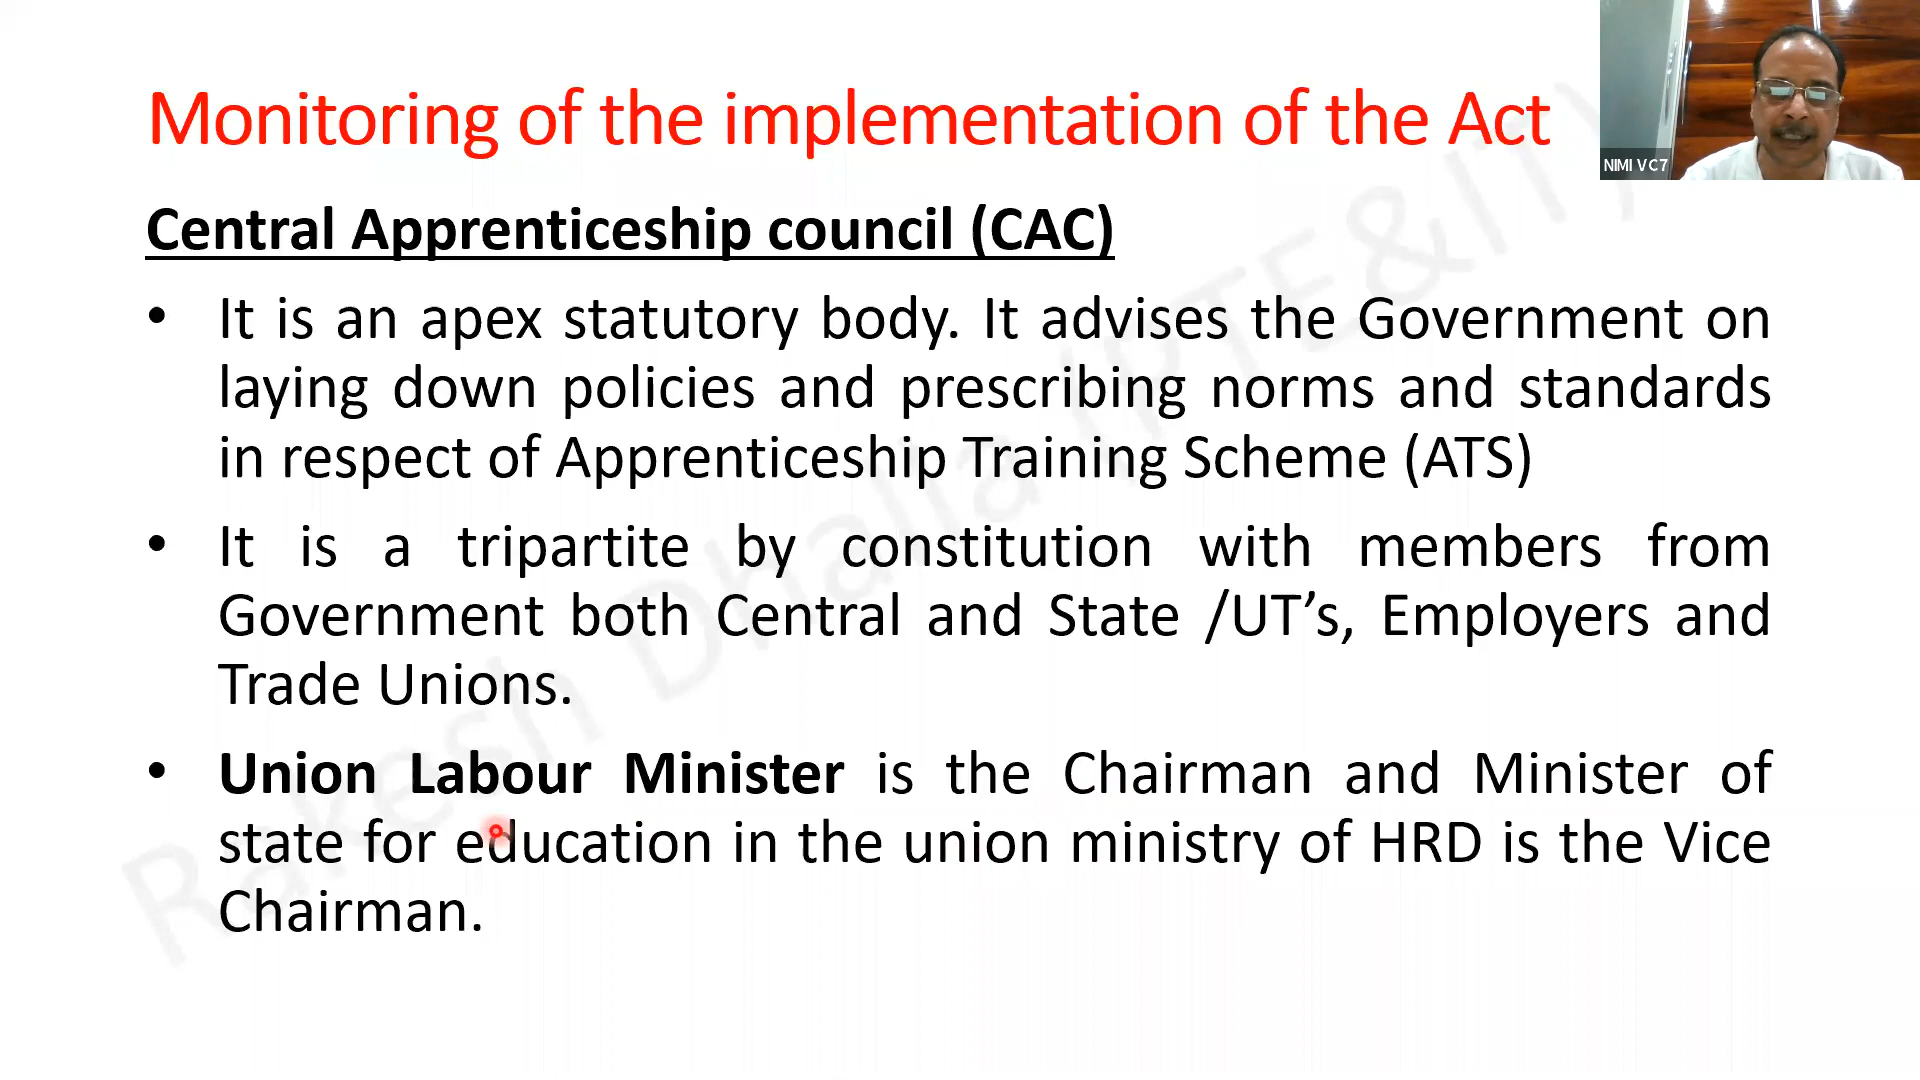 Monitoring of the implementation of the Act
NIMI VC7
Central Apprenticeship council (CAC)
• It is an apex statutory body. It advises the Government on
laying down policies and prescribing norms and standards
in respect of Apprenticeship Training Scheme (ATS)
• It is a tripartite by constitution with members from
Government both Central and State /UT’s, Employers and
Trade Unions.
• Union Labour Minister is the Chairman and Minister of
state for education in the union ministry of HRD is the Vice
Chairman.
Rakesh Dhalla (PTE&IT)